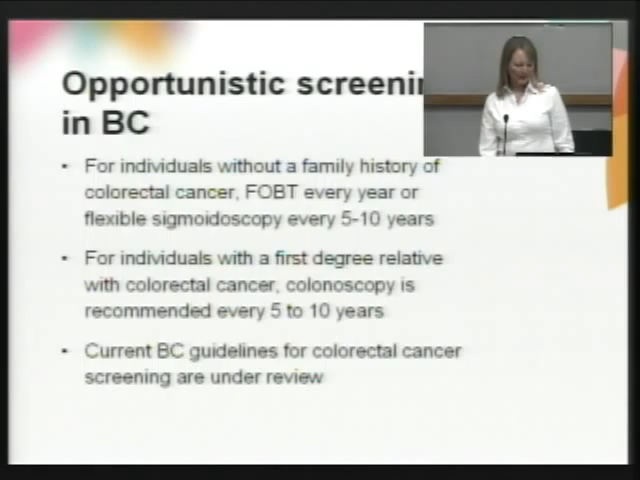 Opportunistic screenin
in BC
• For individuals without a family history of
colorectal cancer, FOBT every year or
flexible sigmoidoscopy every 5-10 years
• For individuals with a first degree relative
with colorectal cancer, colonoscopy is
recommended every 5 to 10 years
• Current BC guidelines for colorectal cancer
screening are under review